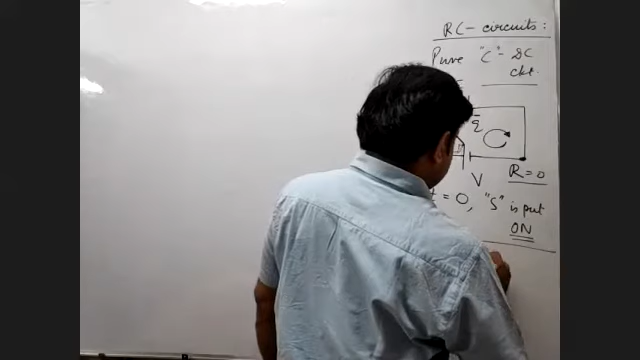 RC - circuits :
Pure "C" - DC
ckt.
q
V
R = 0
= 0, "S" is put
ON